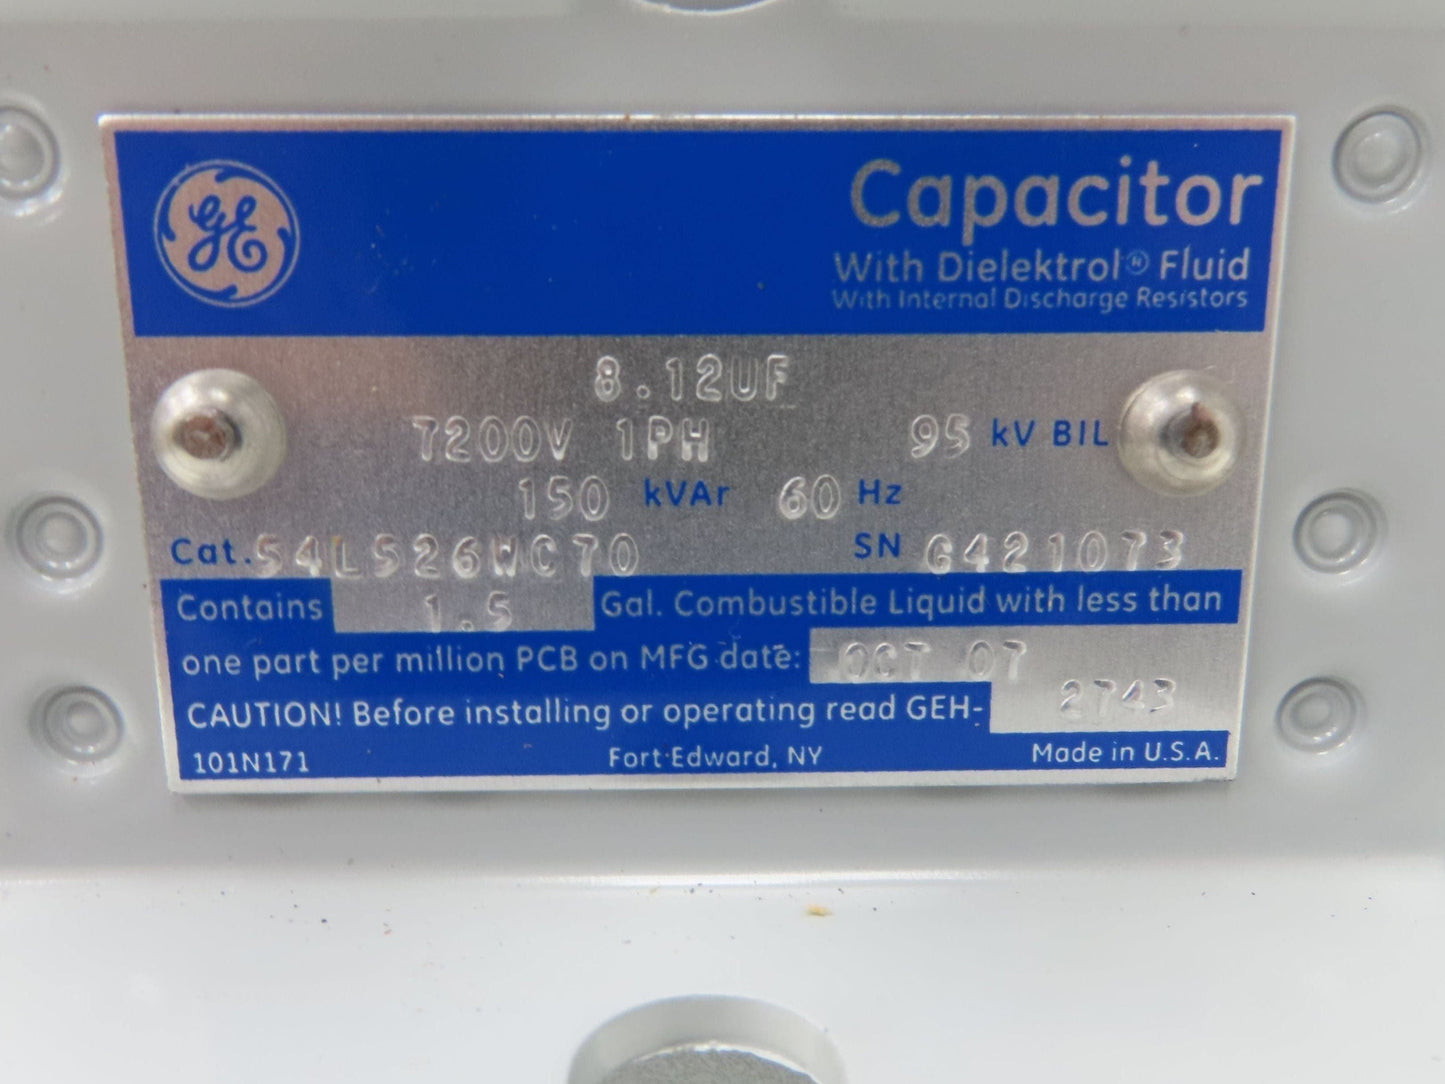 GE
Capacitor
With Dielektrol® Fluid
With Internal Discharge Resistors
8.12UF
7200V 1PH 95 kV BIL
150 kVAr 60 Hz
Cat. 54L526WC70 SN G421073
Contains 1.5 Gal. Combustible Liquid with less than
one part per million PCB on MFG date: OCT 07
CAUTION! Before installing or operating read GEH- 2743
101N171 Fort Edward, NY Made in U.S.A.